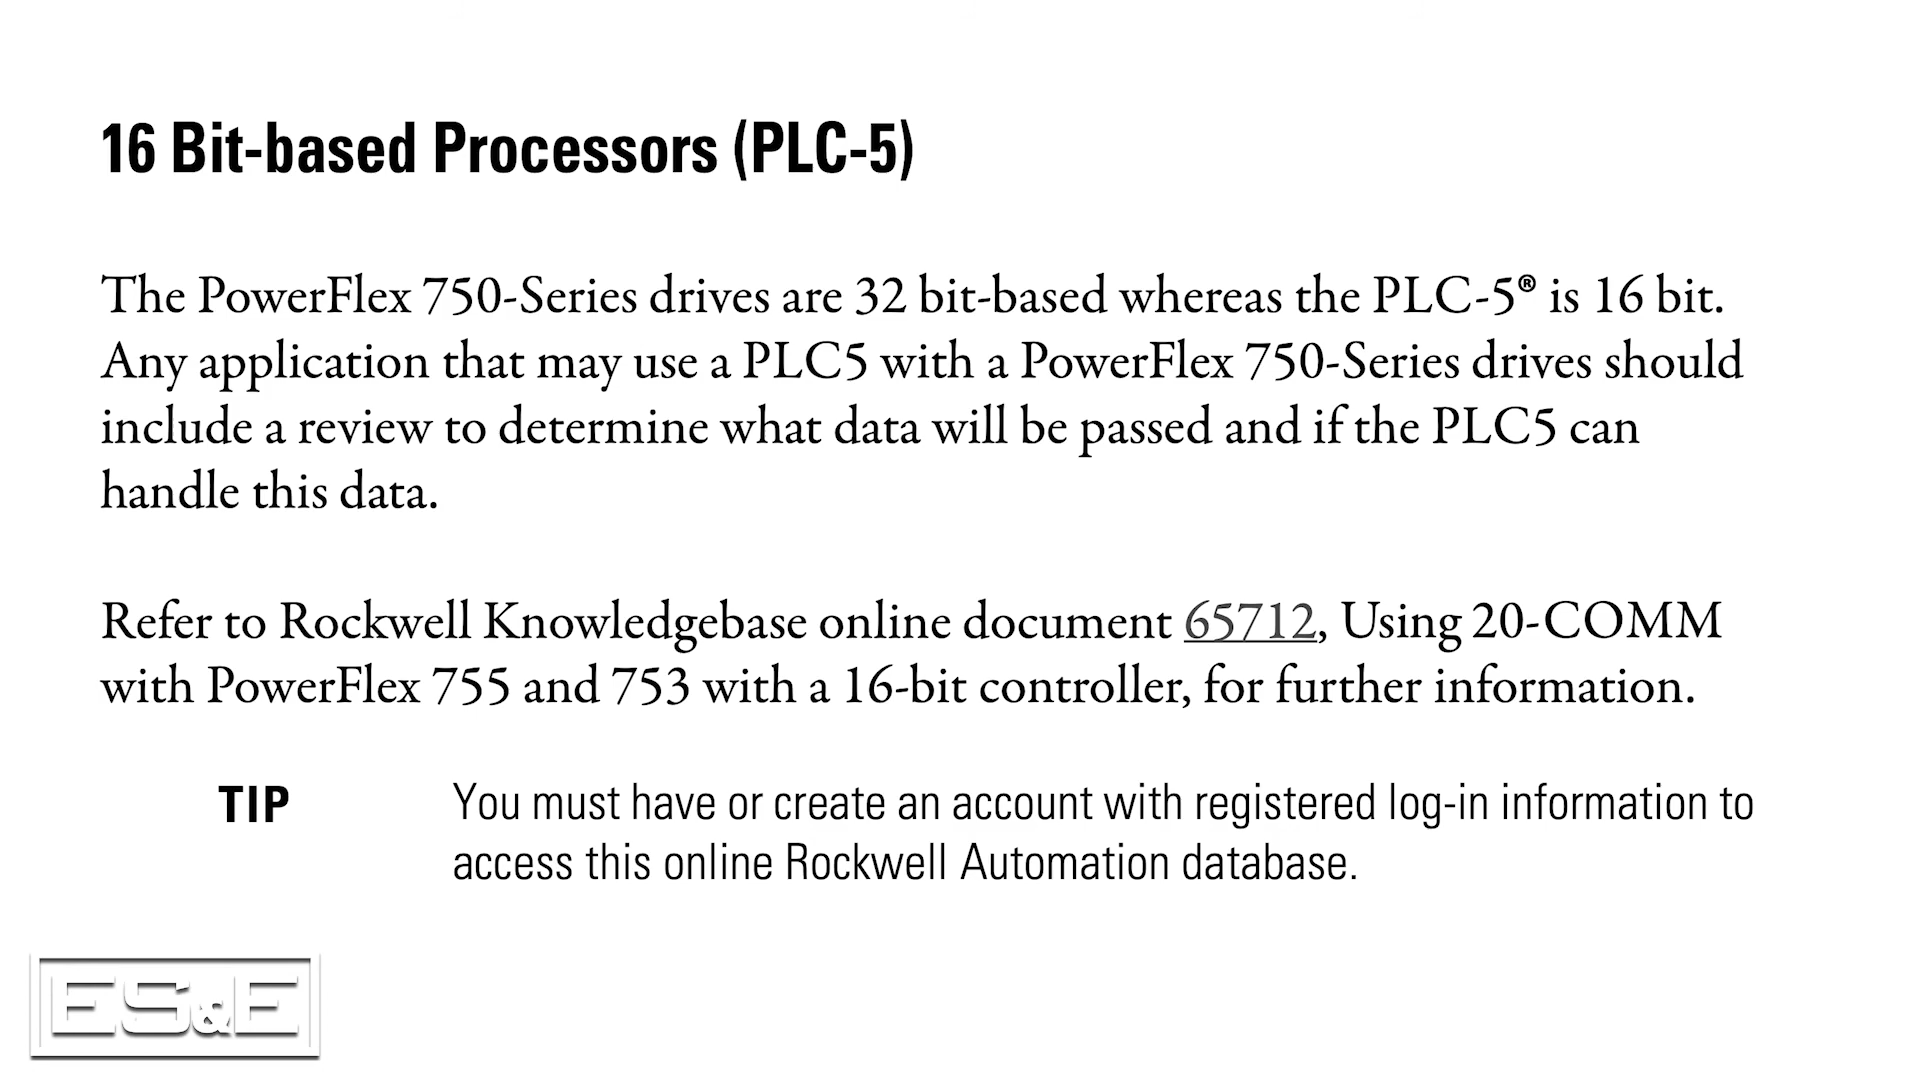 16 Bit-based Processors (PLC-5)
The PowerFlex 750-Series drives are 32 bit-based whereas the PLC-5® is 16 bit.
Any application that may use a PLC5 with a PowerFlex 750-Series drives should
include a review to determine what data will be passed and if the PLC5 can
handle this data.
Refer to Rockwell Knowledgebase online document 65712, Using 20-COMM
with PowerFlex 755 and 753 with a 16-bit controller, for further information.
TIP You must have or create an account with registered log-in information to
access this online Rockwell Automation database.
ES&E